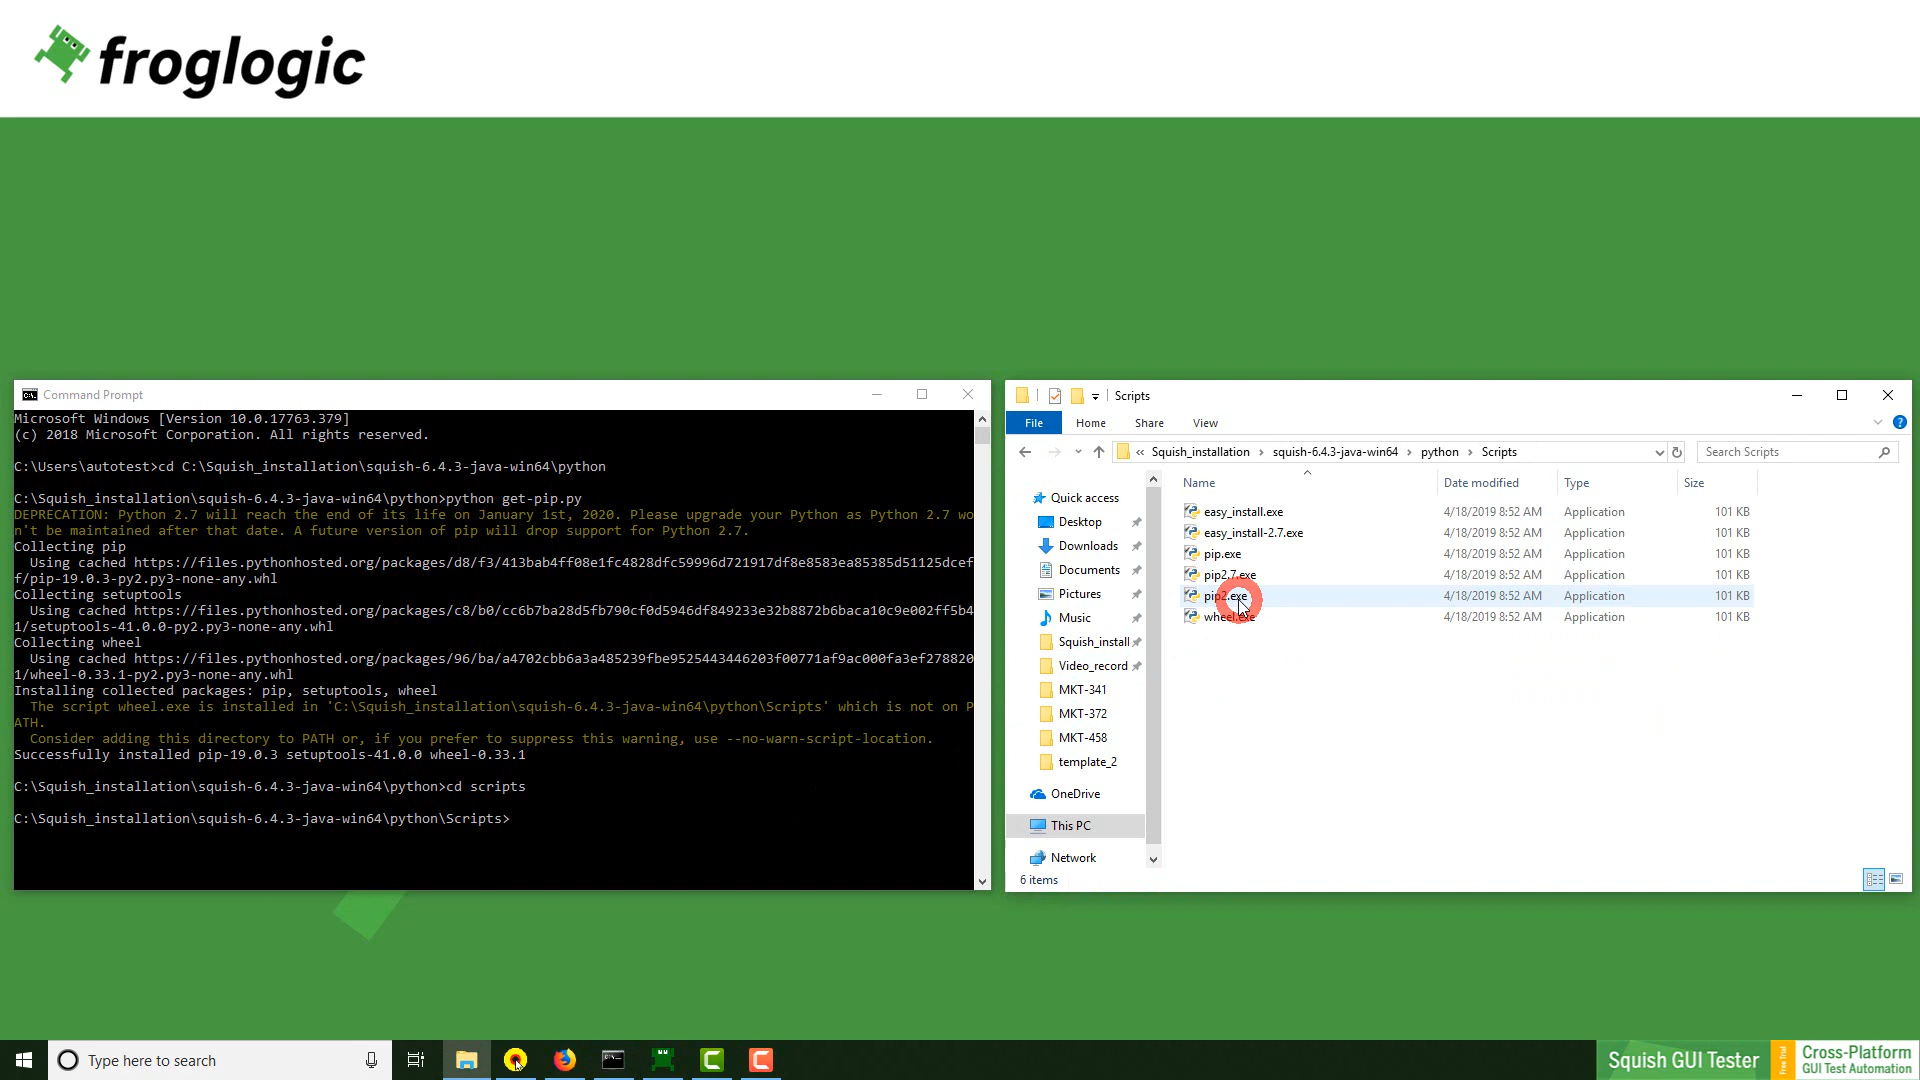 froglogic
Command Prompt
Microsoft Windows [Version 10.0.17763.379]
(c) 2018 Microsoft Corporation. All rights reserved.
C:\Users\autotest>cd C:\Squish_installation\squish-6.4.3-java-win64\python
C:\Squish_installation\squish-6.4.3-java-win64\python>python get-pip.py
DEPRECATION: Python 2.7 will reach the end of its life on January 1st, 2020. Please upgrade your Python as Python 2.7 wo
n't be maintained after that date. A future version of pip will drop support for Python 2.7.
Collecting pip
Using cached https://files.pythonhosted.org/packages/d8/f3/413bab4ff08e1fc4828dfc59996d721917df8e8583ea85385d51125dcef
f/pip-19.0.3-py2.py3-none-any.whl
Collecting setuptools
Using cached https://files.pythonhosted.org/packages/c8/b0/cc6b7ba28d5fb790cf0d5946df849233e32b8872b6baca10c9e002ff5b4
1/setuptools-41.0.0-py2.py3-none-any.whl
Collecting wheel
Using cached https://files.pythonhosted.org/packages/96/ba/a4702cbb6a3a485239fbe9525443446203f00771af9ac000fa3ef278820
1/wheel-0.33.1-py2.py3-none-any.whl
Installing collected packages: pip, setuptools, wheel
The script wheel.exe is installed in 'C:\Squish_installation\squish-6.4.3-java-win64\python\Scripts' which is not on P
ATH.
Consider adding this directory to PATH or, if you prefer to suppress this warning, use --no-warn-script-location.
Successfully installed pip-19.0.3 setuptools-41.0.0 wheel-0.33.1
C:\Squish_installation\squish-6.4.3-java-win64\python>cd scripts
C:\Squish_installation\squish-6.4.3-java-win64\python\Scripts>
Scripts
File Home Share View
« Squish_installation › squish-6.4.3-java-win64 › python › Scripts
Search Scripts
Quick access
Desktop
Downloads
Documents
Pictures
Music
Squish_install
Video_record
MKT-341
MKT-372
MKT-458
template_2
OneDrive
This PC
Network
Name Date modified Type Size
easy_install.exe 4/18/2019 8:52 AM Application 101 KB
easy_install-2.7.exe 4/18/2019 8:52 AM Application 101 KB
pip.exe 4/18/2019 8:52 AM Application 101 KB
pip2.7.exe 4/18/2019 8:52 AM Application 101 KB
pip2.exe 4/18/2019 8:52 AM Application 101 KB
wheel.exe 4/18/2019 8:52 AM Application 101 KB
6 items
Type here to search
Squish GUI Tester
Free Trial
Cross-Platform
GUI Test Automation